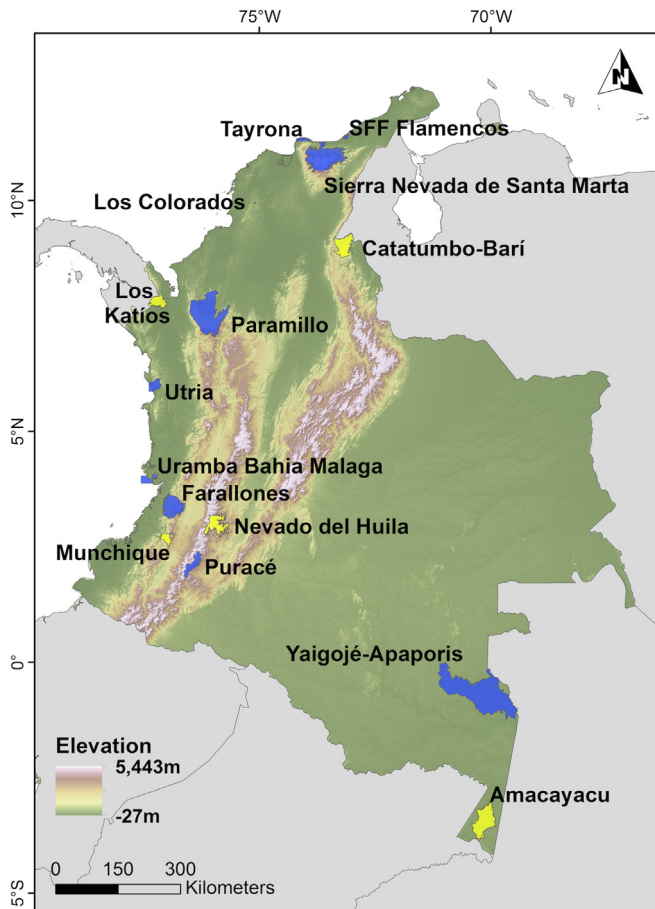 75°W
70°W
N
Tayrona
SFF Flamencos
Sierra Nevada de Santa Marta
10°N
Los Colorados
Catatumbo-Barí
Los
Katíos
Paramillo
Utria
5°N
Uramba Bahia Malaga
Farallones
Nevado del Huila
Munchique
Puracé
Yaigojé-Apaporis
0°
Elevation
5,443m
-27m
Amacayacu
0 150 300
Kilometers
5°S